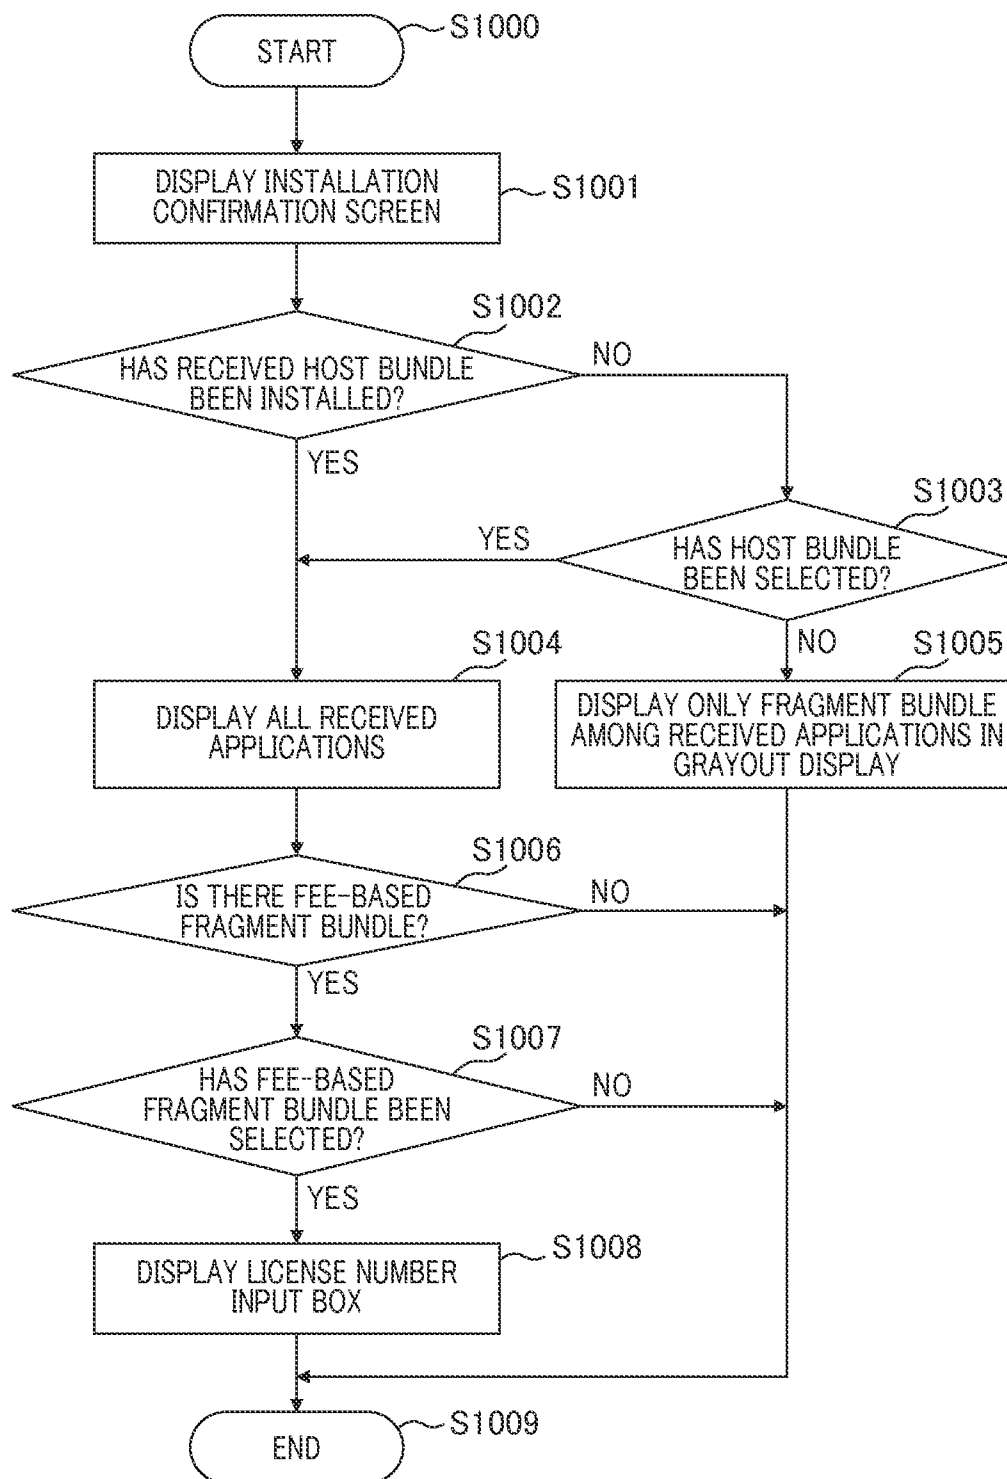 S1000
START
DISPLAY INSTALLATION
CONFIRMATION SCREEN
S1001
S1002
HAS RECEIVED HOST BUNDLE
BEEN INSTALLED?
NO
YES
S1003
HAS HOST BUNDLE
BEEN SELECTED?
YES
NO
S1004
DISPLAY ALL RECEIVED
APPLICATIONS
S1005
DISPLAY ONLY FRAGMENT BUNDLE
AMONG RECEIVED APPLICATIONS IN
GRAYOUT DISPLAY
S1006
IS THERE FEE-BASED
FRAGMENT BUNDLE?
NO
YES
S1007
HAS FEE-BASED
FRAGMENT BUNDLE BEEN
SELECTED?
NO
YES
DISPLAY LICENSE NUMBER
INPUT BOX
S1008
S1009
END